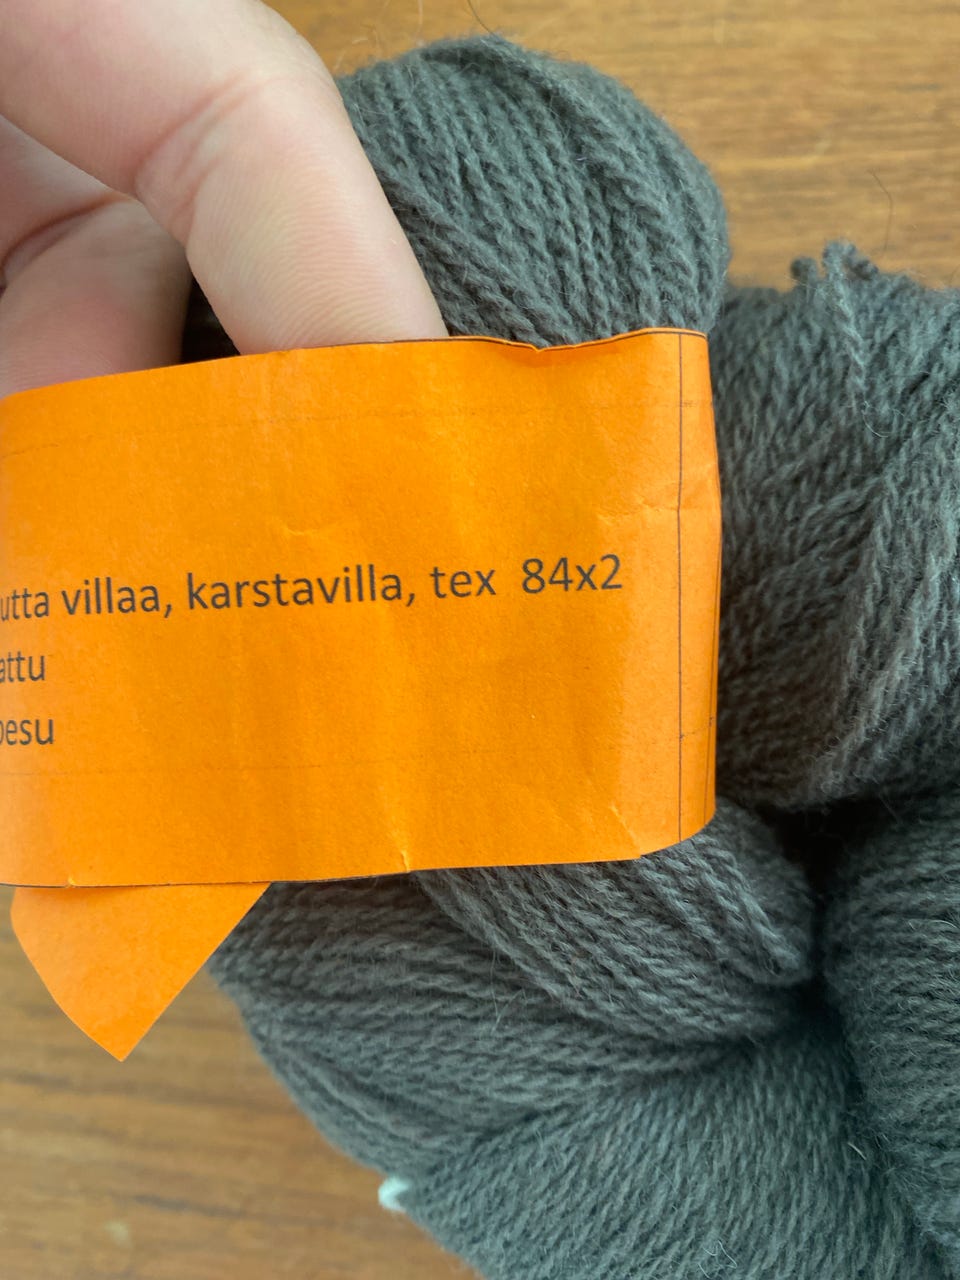 utta villaa, karstavilla, tex 84x2
attu
pesu